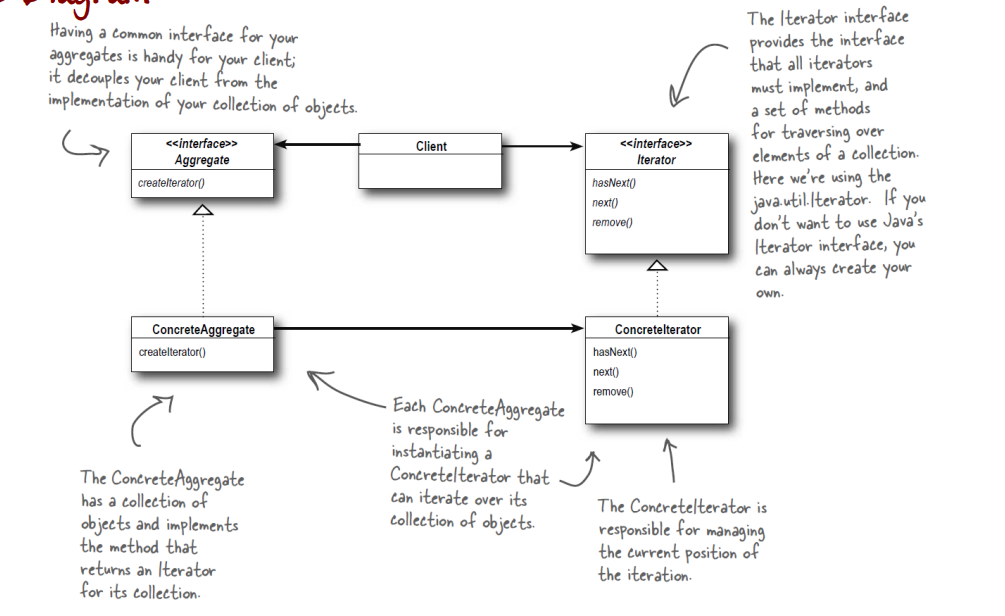 Diagram
Having a common interface for your
aggregates is handy for your client;
it decouples your client from the
implementation of your collection of objects.
The Iterator interface
provides the interface
that all iterators
must implement, and
a set of methods
for traversing over
elements of a collection.
Here we're using the
java.util.Iterator. If you
don't want to use Java's
Iterator interface, you
can always create your
own.
<<interface>>
Aggregate
createIterator()
Client
<<interface>>
Iterator
hasNext()
next()
remove()
ConcreteAggregate
createIterator()
ConcreteIterator
hasNext()
next()
remove()
Each ConcreteAggregate
is responsible for
instantiating a
ConcreteIterator that
can iterate over its
collection of objects.
The ConcreteAggregate
has a collection of
objects and implements
the method that
returns an Iterator
for its collection.
The ConcreteIterator is
responsible for managing
the current position of
the iteration.